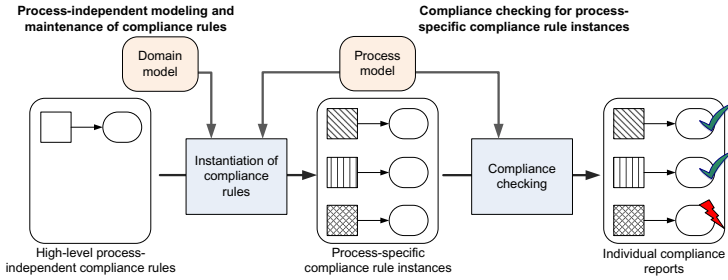 Process-independent modeling and
maintenance of compliance rules
Compliance checking for process-
specific compliance rule instances
Domain
model
Process
model
Instantiation of
compliance
rules
Compliance
checking
High-level process-
independent compliance rules
Process-specific
compliance rule instances
Individual compliance
reports